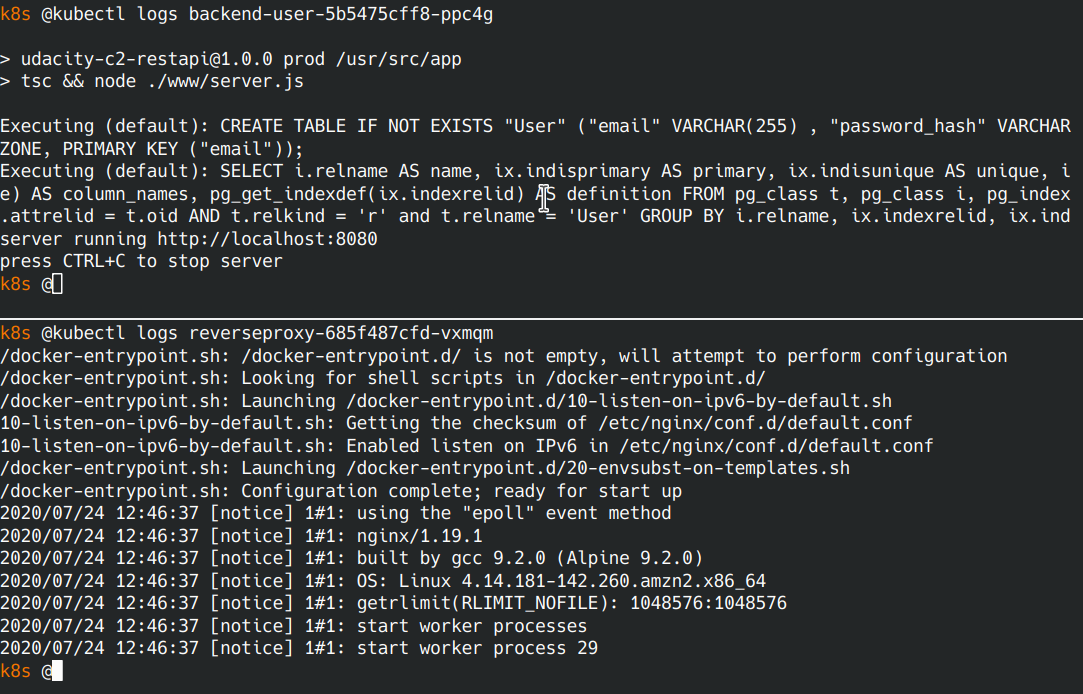 k8s @kubectl logs backend-user-5b5475cff8-ppc4g
> udacity-c2-restapi@1.0.0 prod /usr/src/app
> tsc && node ./www/server.js
Executing (default): CREATE TABLE IF NOT EXISTS "User" ("email" VARCHAR(255) , "password_hash" VARCHAR
ZONE, PRIMARY KEY ("email"));
Executing (default): SELECT i.relname AS name, ix.indisprimary AS primary, ix.indisunique AS unique, i
e) AS column_names, pg_get_indexdef(ix.indexrelid) AS definition FROM pg_class t, pg_class i, pg_index
.attrelid = t.oid AND t.relkind = 'r' and t.relname = 'User' GROUP BY i.relname, ix.indexrelid, ix.ind
server running http://localhost:8080
press CTRL+C to stop server
k8s @
k8s @kubectl logs reverseproxy-685f487cfd-vxmqm
/docker-entrypoint.sh: /docker-entrypoint.d/ is not empty, will attempt to perform configuration
/docker-entrypoint.sh: Looking for shell scripts in /docker-entrypoint.d/
/docker-entrypoint.sh: Launching /docker-entrypoint.d/10-listen-on-ipv6-by-default.sh
10-listen-on-ipv6-by-default.sh: Getting the checksum of /etc/nginx/conf.d/default.conf
10-listen-on-ipv6-by-default.sh: Enabled listen on IPv6 in /etc/nginx/conf.d/default.conf
/docker-entrypoint.sh: Launching /docker-entrypoint.d/20-envsubst-on-templates.sh
/docker-entrypoint.sh: Configuration complete; ready for start up
2020/07/24 12:46:37 [notice] 1#1: using the "epoll" event method
2020/07/24 12:46:37 [notice] 1#1: nginx/1.19.1
2020/07/24 12:46:37 [notice] 1#1: built by gcc 9.2.0 (Alpine 9.2.0)
2020/07/24 12:46:37 [notice] 1#1: OS: Linux 4.14.181-142.260.amzn2.x86_64
2020/07/24 12:46:37 [notice] 1#1: getrlimit(RLIMIT_NOFILE): 1048576:1048576
2020/07/24 12:46:37 [notice] 1#1: start worker processes
2020/07/24 12:46:37 [notice] 1#1: start worker process 29
k8s @